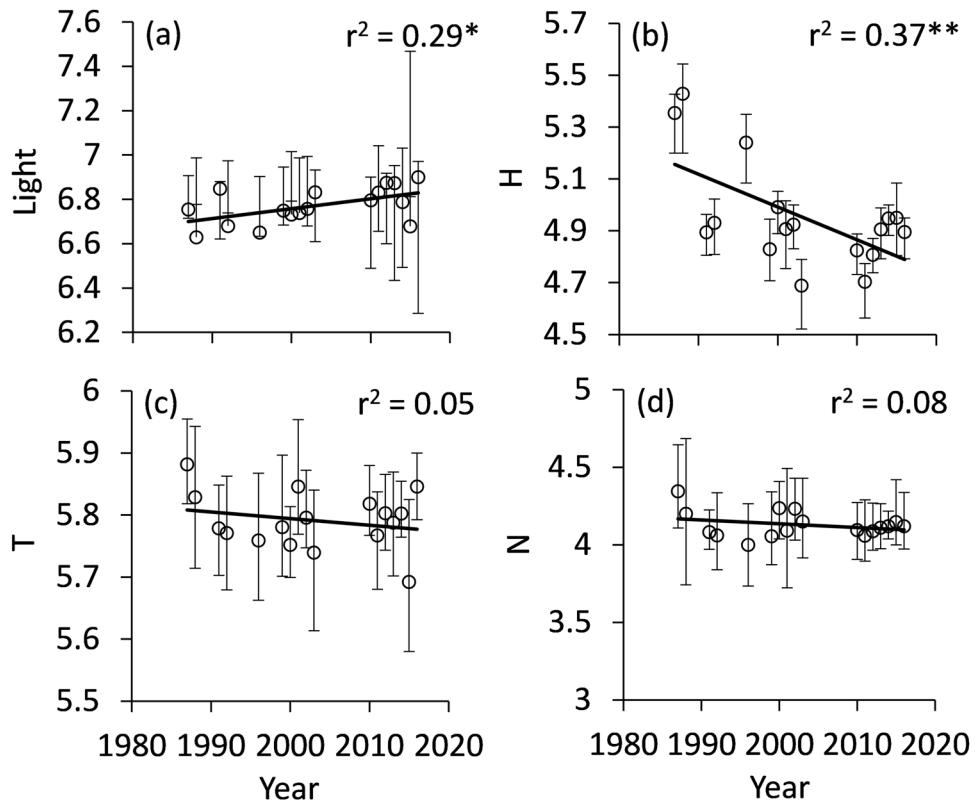 (a)
r² = 0.29*
Light
7.6
7.4
7.2
7
6.8
6.6
6.4
6.2
(b)
r² = 0.37**
H
5.7
5.5
5.3
5.1
4.9
4.7
4.5
(c)
r² = 0.05
T
6
5.9
5.8
5.7
5.6
5.5
1980 1990 2000 2010 2020
Year
(d)
r² = 0.08
N
5
4.5
4
3.5
3
1980 1990 2000 2010 2020
Year